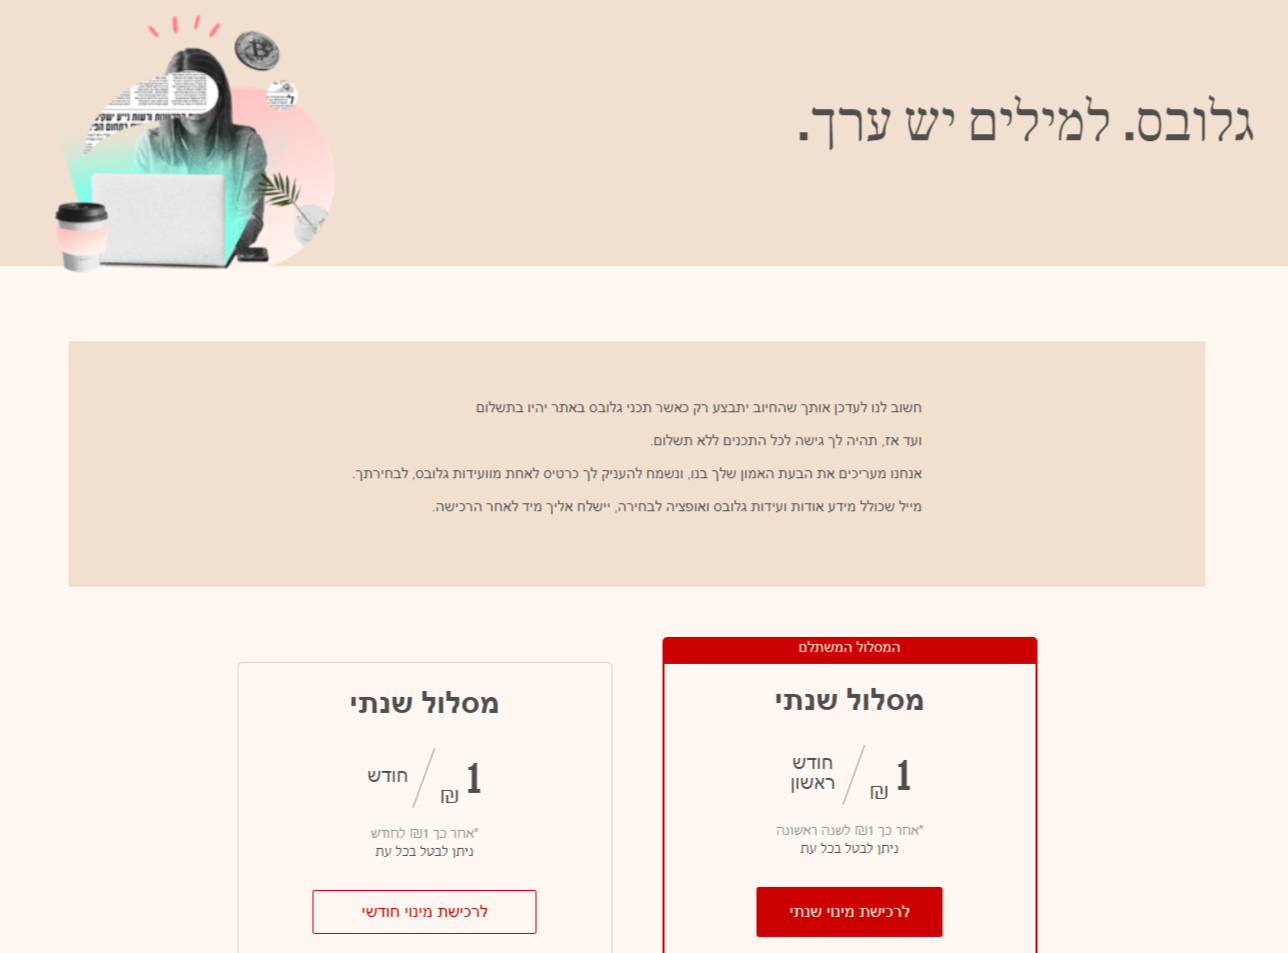 גלובס. למילים יש ערך.
חשוב לנו לעדכן אותך שהחיוב יתבצע רק כאשר תכני גלובס באתר יהיו בתשלום
ועד אז, תהיה לך גישה לכל התכנים ללא תשלום.
אנחנו מעריכים את הבעת האמון שלך בנו, ונשמח להעניק לך כרטיס לאחת מוועידות גלובס, לבחירתך.
מייל שכולל מידע אודות ועידות גלובס ואופציה לבחירה, יישלח אליך מיד לאחר הרכישה.
המסלול המשתלם
מסלול שנתי
1 ₪ / חודש ראשון
*אחר כך 1₪ לשנה ראשונה
ניתן לבטל בכל עת
לרכישת מינוי שנתי
מסלול שנתי
1 ₪ / חודש
*אחר כך 1₪ לחודש
ניתן לבטל בכל עת
לרכישת מינוי חודשי